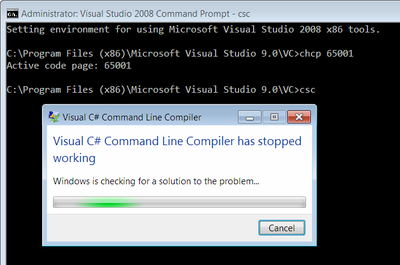 Administrator: Visual Studio 2008 Command Prompt - csc
Setting environment for using Microsoft Visual Studio 2008 x86 tools.
C:\Program Files (x86)\Microsoft Visual Studio 9.0\VC>chcp 65001
Active code page: 65001
C:\Program Files (x86)\Microsoft Visual Studio 9.0\VC>csc
Visual C# Command Line Compiler
Visual C# Command Line Compiler has stopped
working
Windows is checking for a solution to the problem...
Cancel